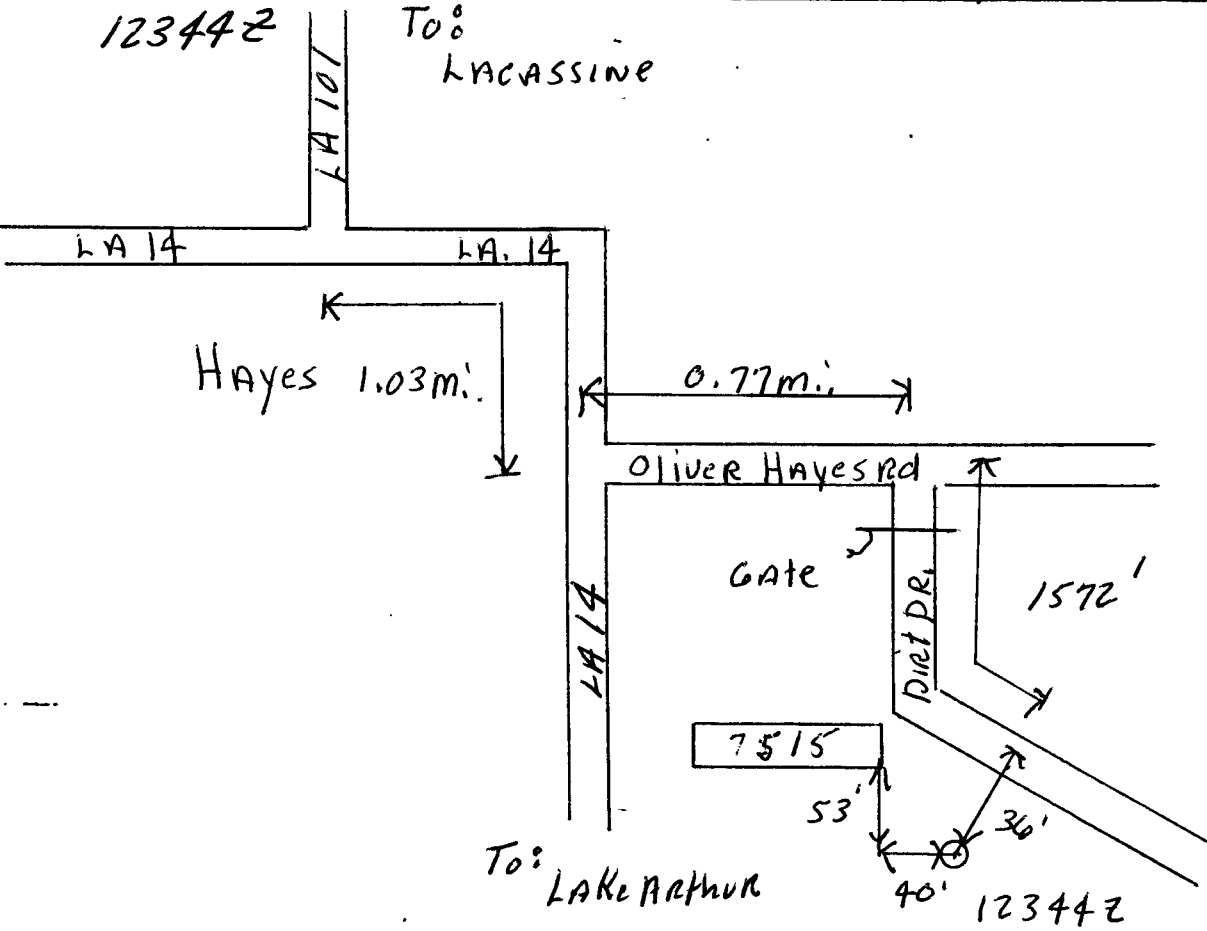 12344Z
To:
LACASSINE
LA 101
LA 14
LA. 14
HAyes 1.03mi.
0.77mi.
Oliver Hayes Rd
GAte
DiRt DR.
1572'
LA 14
7515
53'
36'
40'
To:
LAKe ARthuR
12344Z